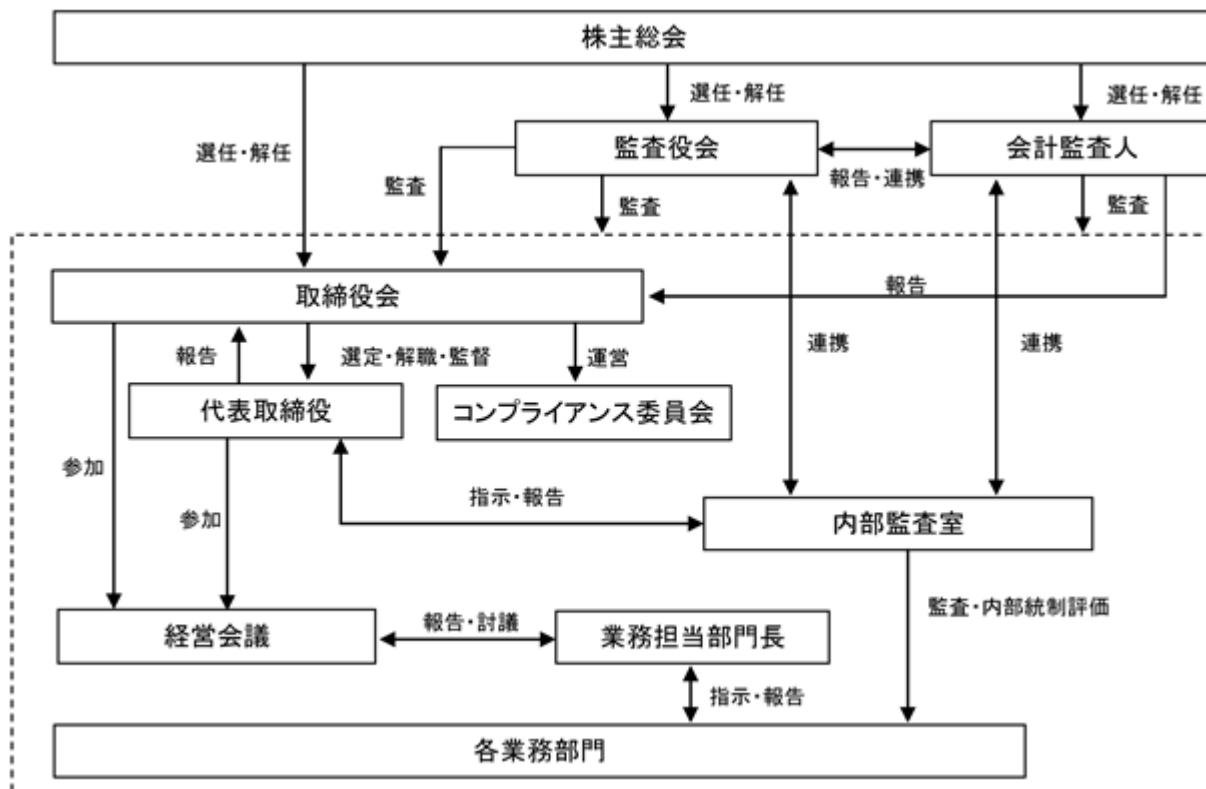 株主総会
選任・解任
選任・解任
選任・解任
監査役会
会計監査人
報告・連携
監査
監査
監査
取締役会
報告
報告
選定・解職・監督
運営
連携
連携
代表取締役
コンプライアンス委員会
参加
参加
指示・報告
内部監査室
経営会議
報告・討議
業務担当部門長
監査・内部統制評価
指示・報告
各業務部門